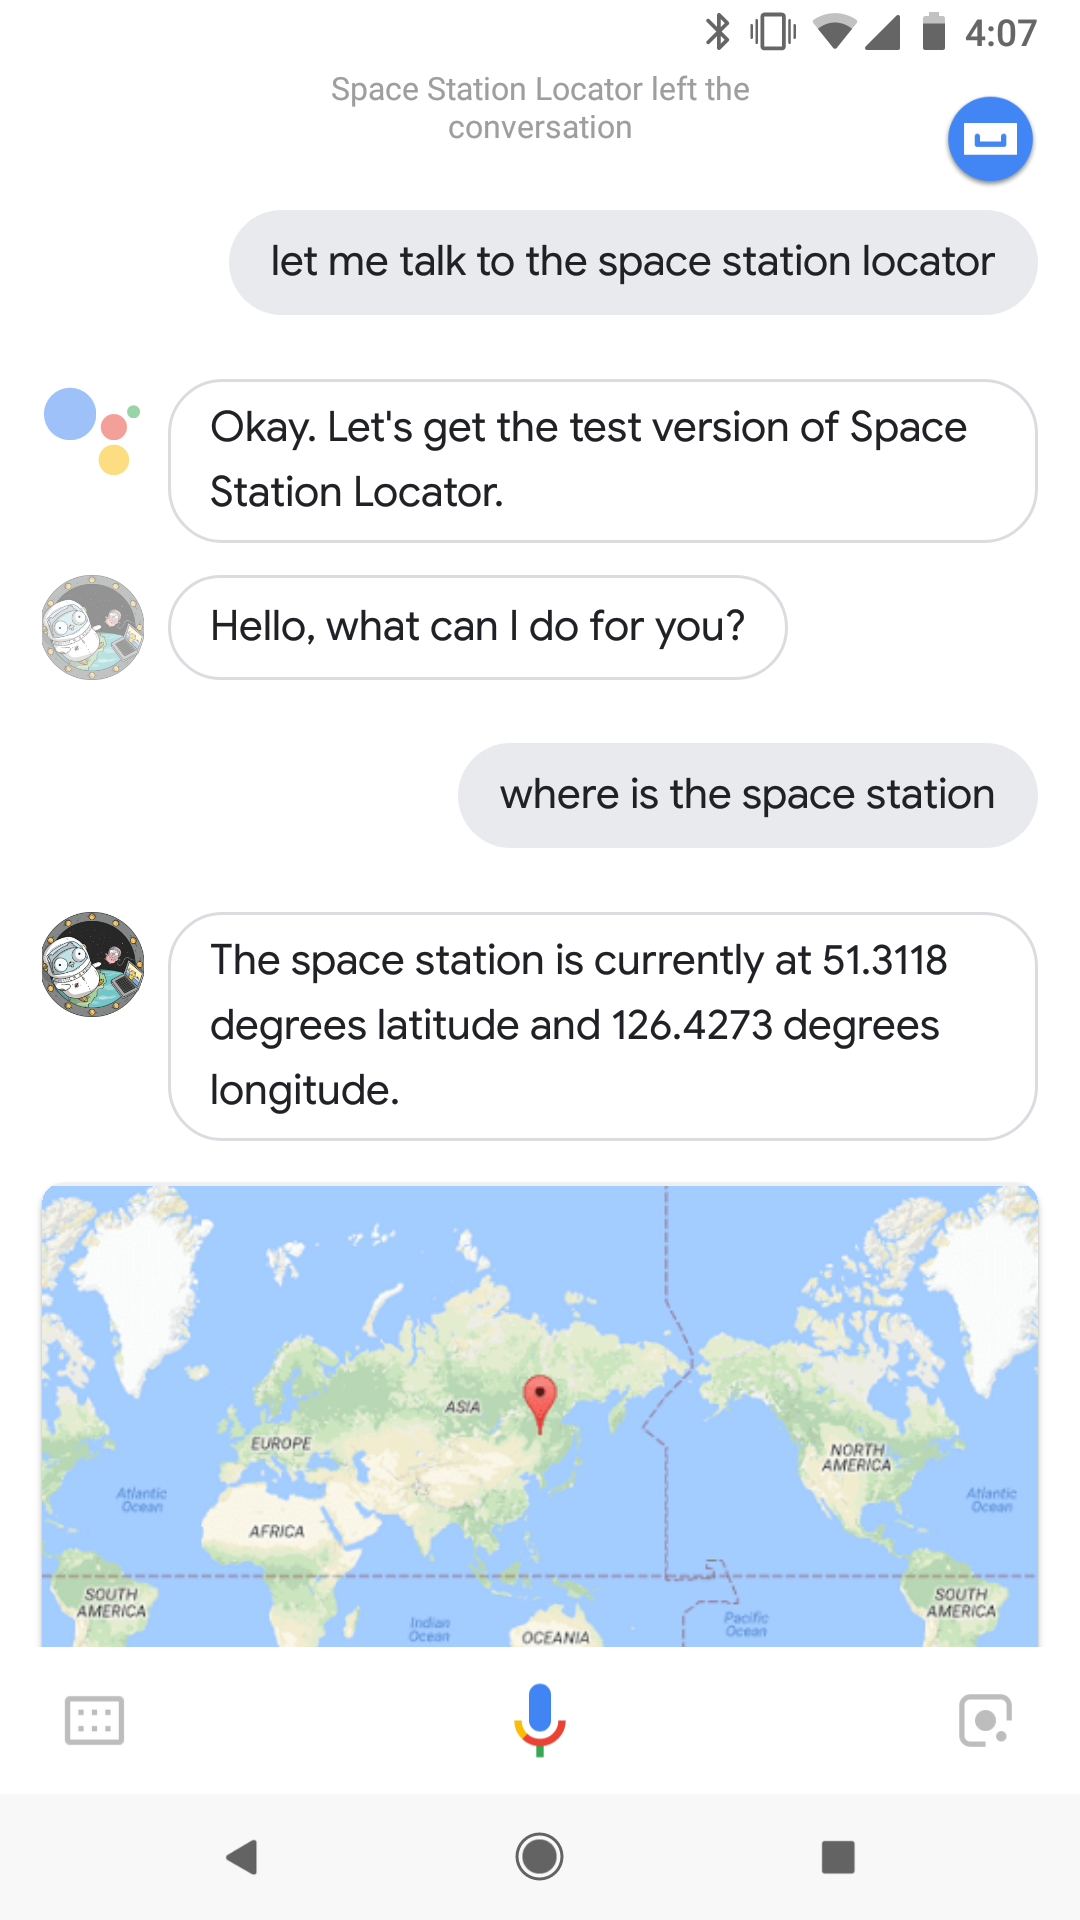 4:07
Space Station Locator left the
conversation
let me talk to the space station locator
Okay. Let's get the test version of Space
Station Locator.
Hello, what can I do for you?
where is the space station
The space station is currently at 51.3118
degrees latitude and 126.4273 degrees
longitude.
ASIA
EUROPE
NORTH
AMERICA
Atlantic
Ocean
Atlantic
Ocean
AFRICA
SOUTH
AMERICA
SOUTH
AMERICA
Indian
Ocean
Pacific
Ocean
OCEANIA